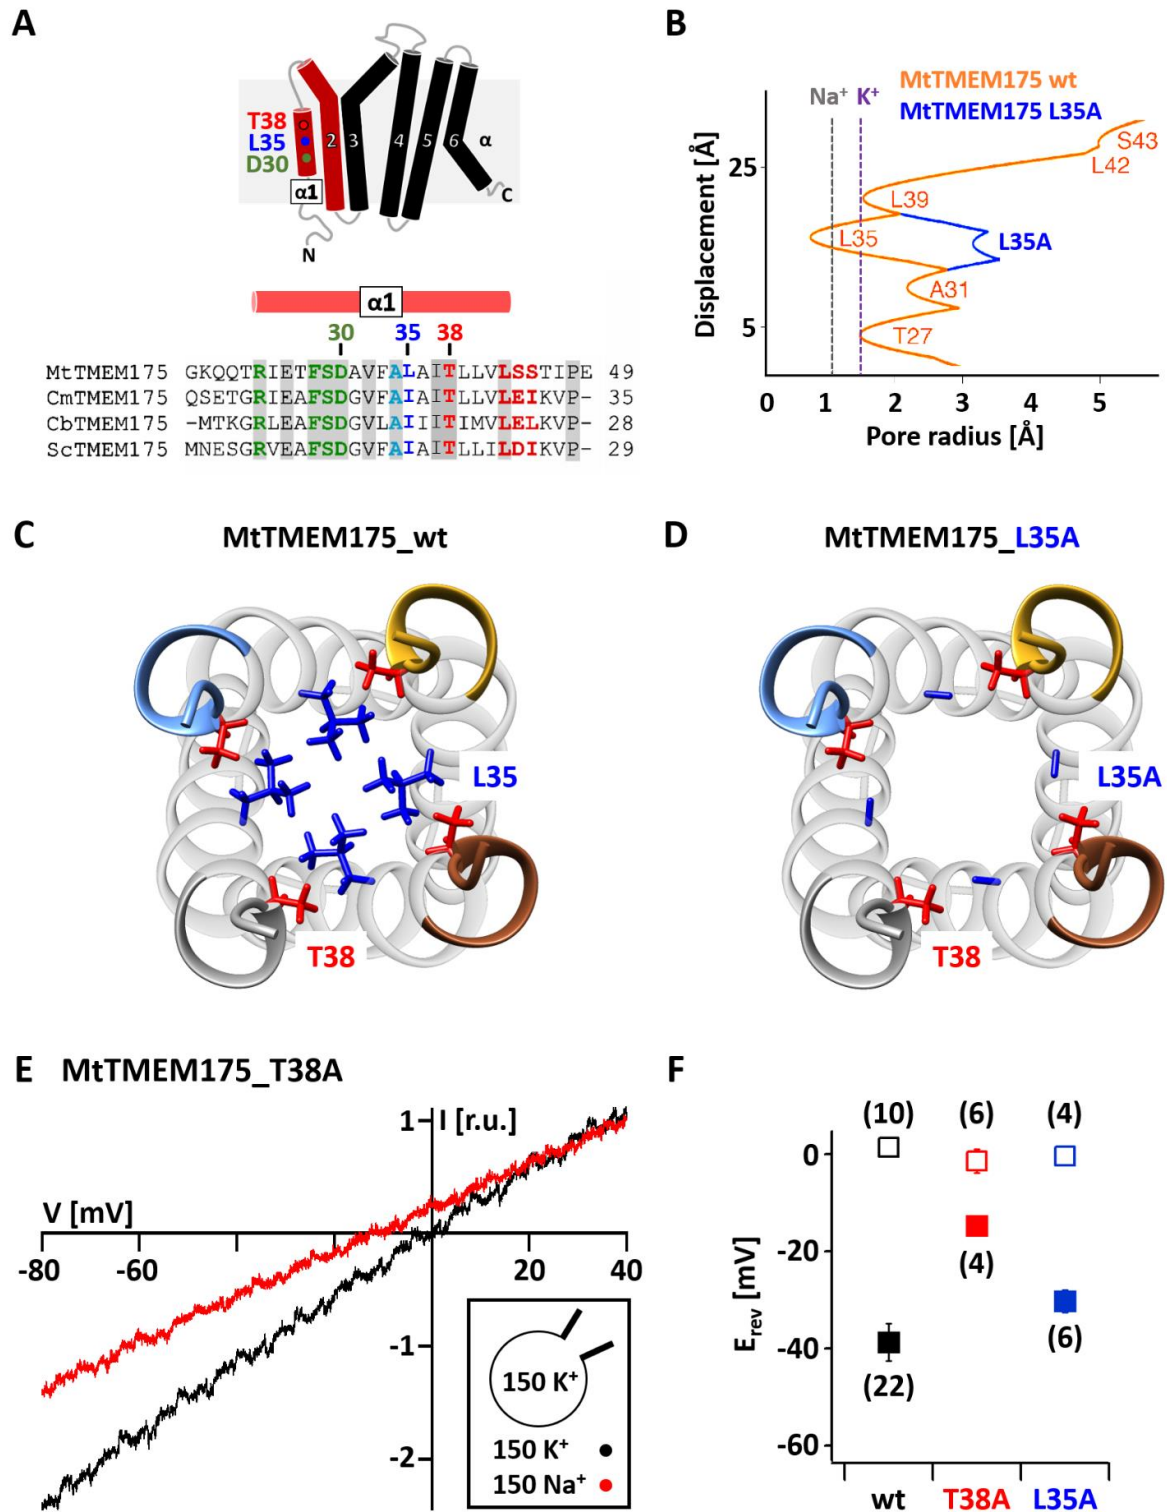 A
T38
L35
D30
α1
2
3
4
5
6
α
N
C
α1
30 35 38
MtTMEM175 GKQQTRIETFSDAVFALAITLLVLSSTIPE 49
CmTMEM175 QSETGRIEAFSDGVFAIAITLLVLEIKVP- 35
CbTMEM175 -MTKGRLEAFSDGVLAIIITIMVLELKVP- 28
ScTMEM175 MNESGRVEAFSDGVFAIAITLLILDIKVP- 29
B
MtTMEM175 wt
Na⁺ K⁺
MtTMEM175 L35A
Displacement [Å]
25
5
S43
L42
L39
L35
L35A
A31
T27
0 1 2 3 4 5
Pore radius [Å]
C
MtTMEM175_wt
L35
T38
D
MtTMEM175_L35A
L35A
T38
E MtTMEM175_T38A
1
I [r.u.]
V [mV]
-80 -60 20 40
-1
-2
150 K⁺
150 K⁺
150 Na⁺
F
(10) (6) (4)
0
-20
-40
-60
Erev [mV]
(4)
(6)
(22)
wt T38A L35A